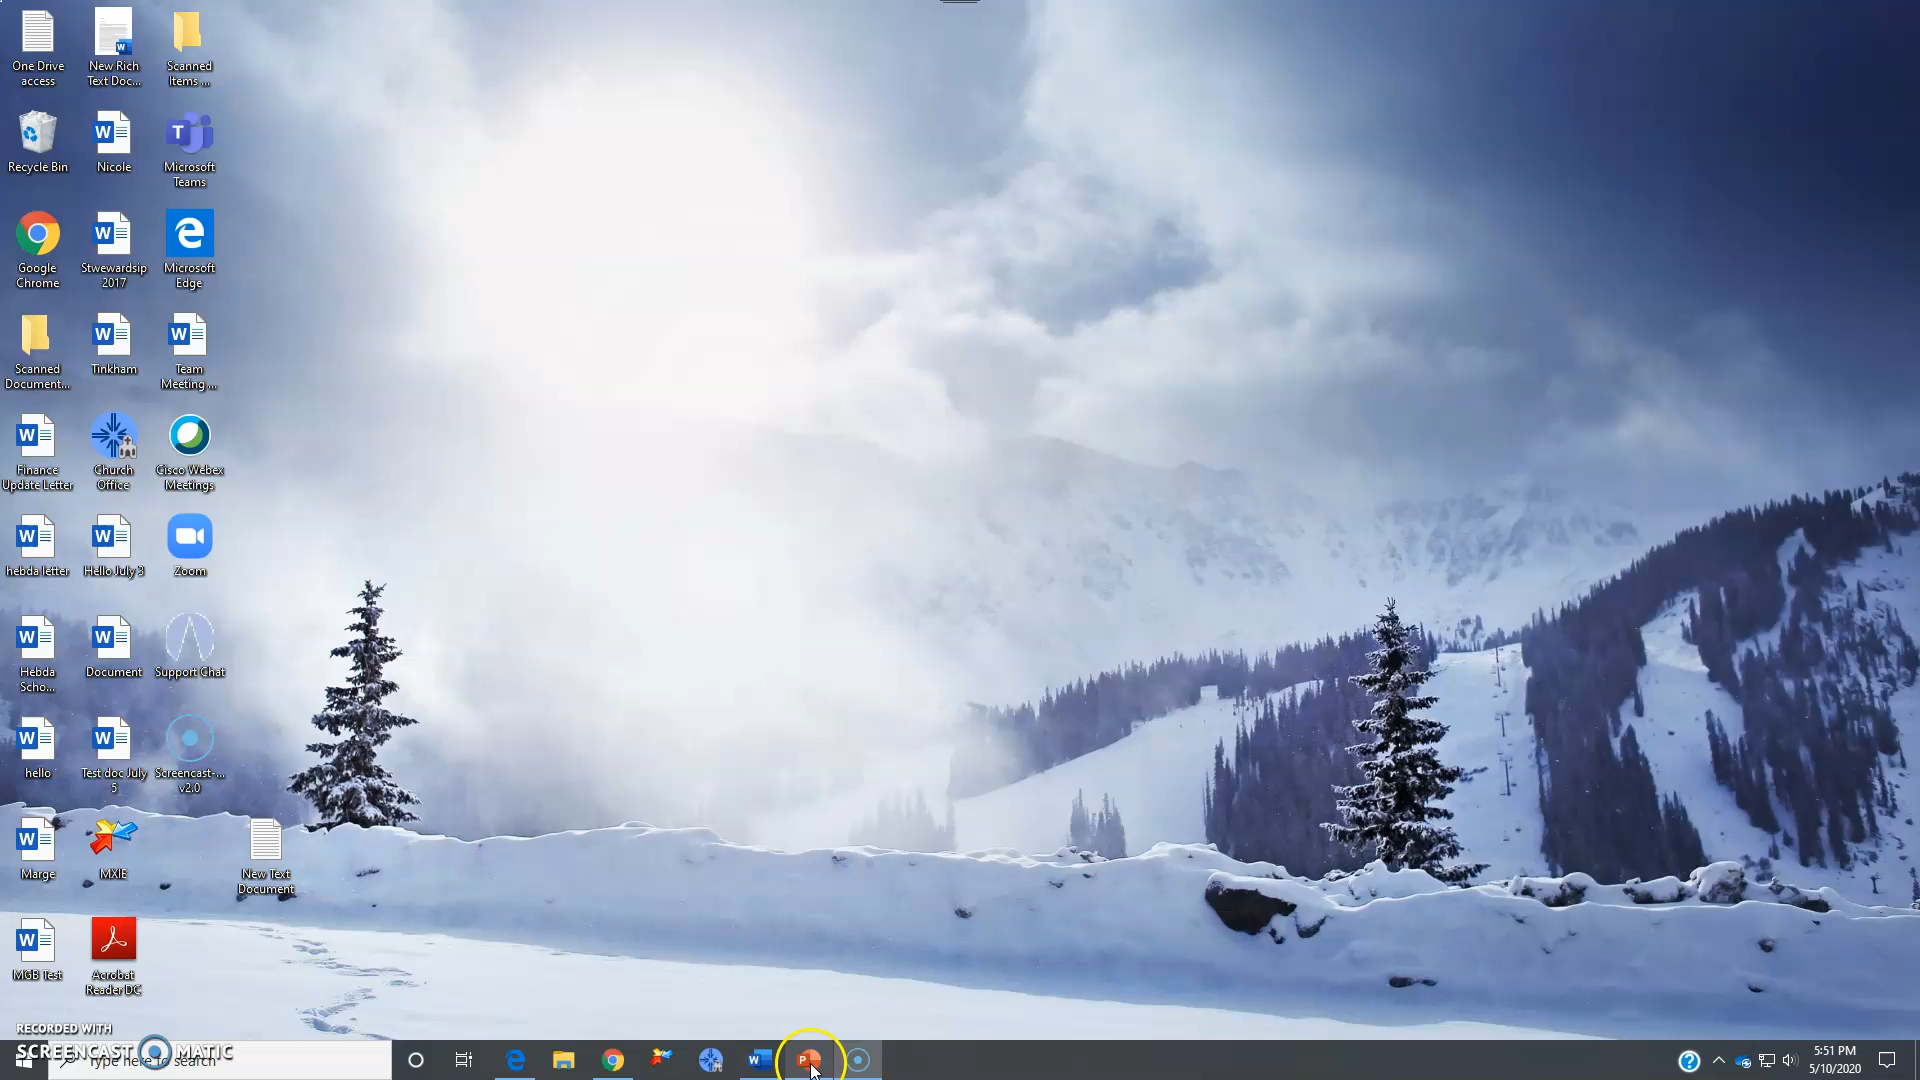 One Drive
access
New Rich
Text Doc...
Scanned
Items ...
Recycle Bin
Nicole
Microsoft
Teams
Google
Chrome
Stwewardsip
2017
Microsoft
Edge
Scanned
Document...
Tinkham
Team
Meeting ...
Finance
Update Letter
Church
Office
Cisco Webex
Meetings
hebda letter
Hello July 3
Zoom
Hebda
Scho...
Document
Support Chat
hello
Test doc July
5
Screencast-...
v2.0
Marge
MXIE
New Text
Document
MGB Test
Acrobat
Reader DC
RECORDED WITH
SCREENCAST MATIC
Type here to search
5:51 PM
5/10/2020